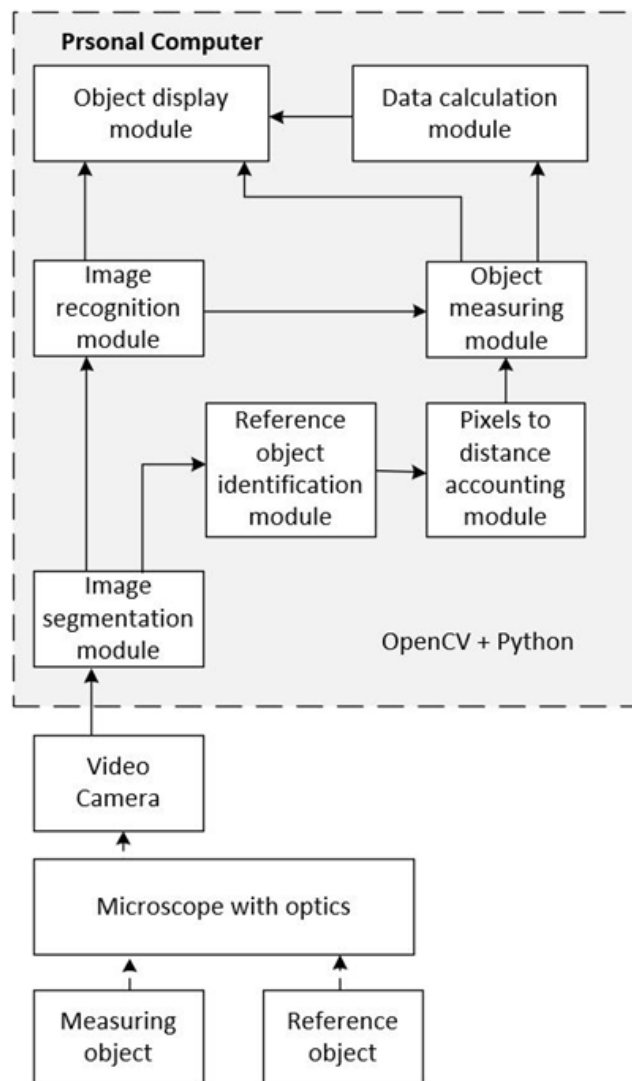 Prsonal Computer
Object display
module
Data calculation
module
Image
recognition
module
Object
measuring
module
Reference
object
identification
module
Pixels to
distance
accounting
module
Image
segmentation
module
OpenCV + Python
Video
Camera
Microscope with optics
Measuring
object
Reference
object